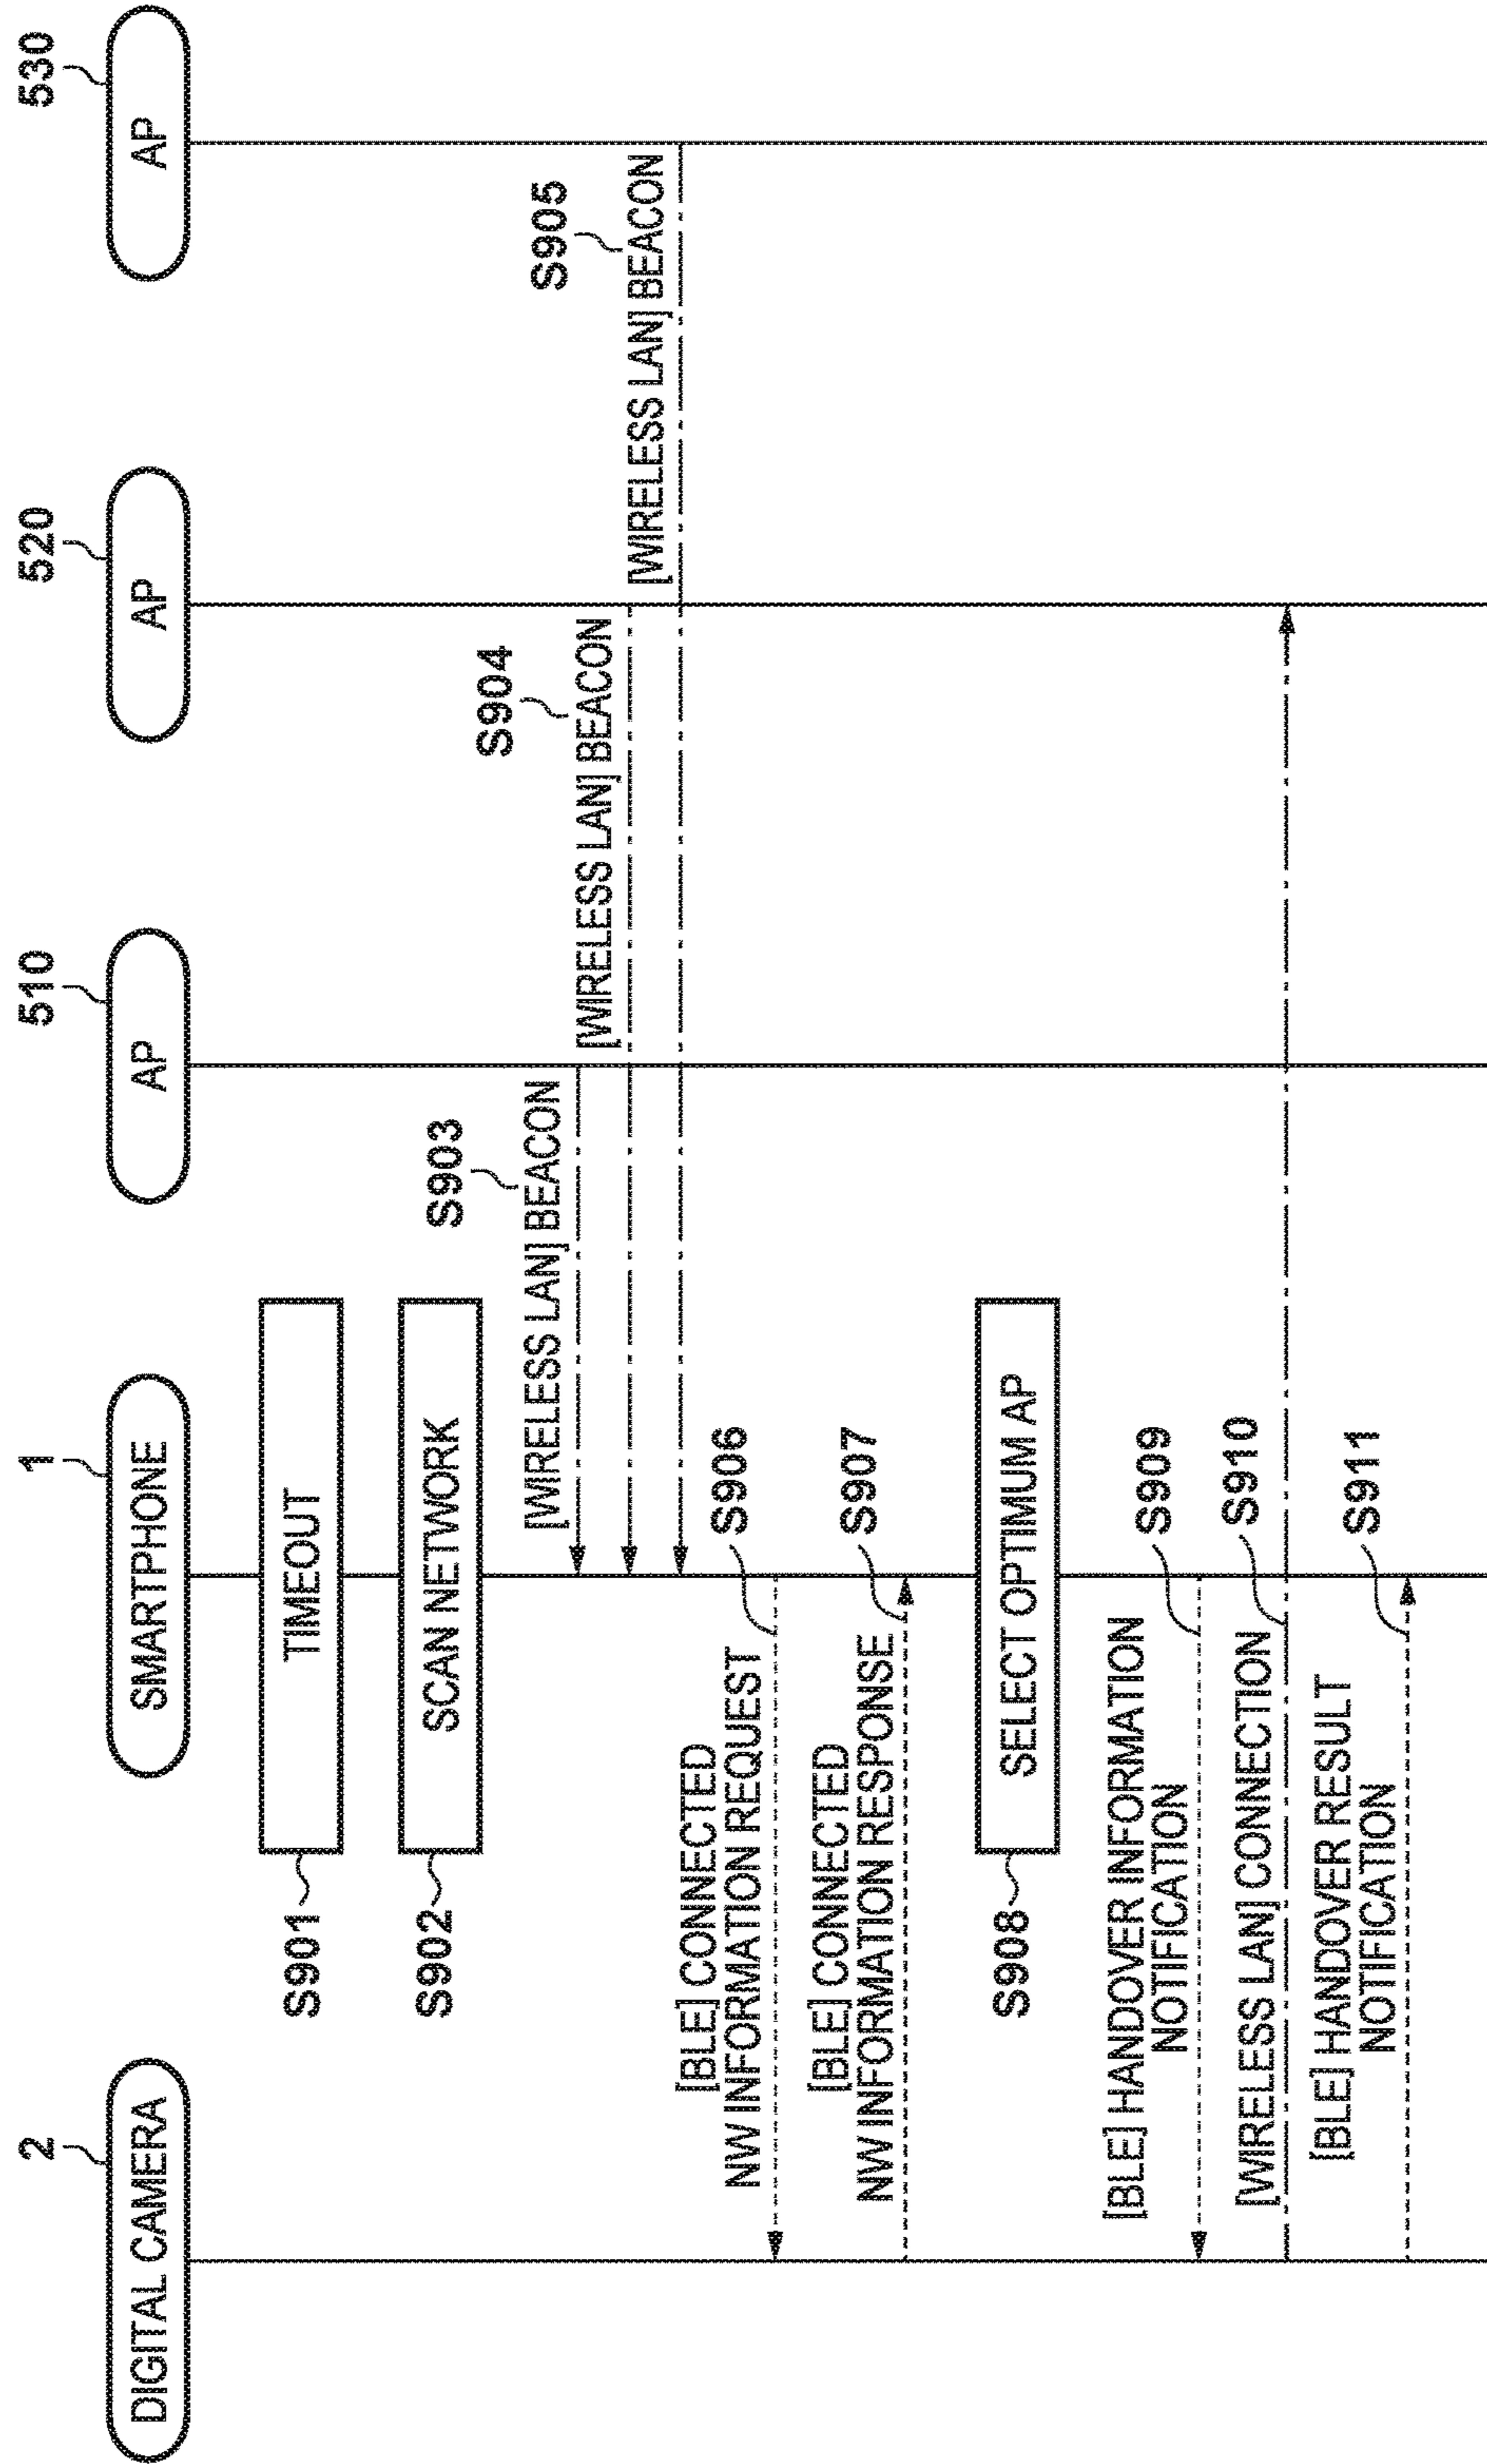 2
DIGITAL CAMERA
1
SMARTPHONE
510
AP
520
AP
530
AP
S901
TIMEOUT
S902
SCAN NETWORK
S903
[WIRELESS LAN] BEACON
S904
[WIRELESS LAN] BEACON
S905
[WIRELESS LAN] BEACON
[BLE] CONNECTED
NW INFORMATION REQUEST
S906
[BLE] CONNECTED
NW INFORMATION RESPONSE
S907
S908
SELECT OPTIMUM AP
[BLE] HANDOVER INFORMATION
NOTIFICATION
S909
[WIRELESS LAN] CONNECTION
S910
[BLE] HANDOVER RESULT
NOTIFICATION
S911